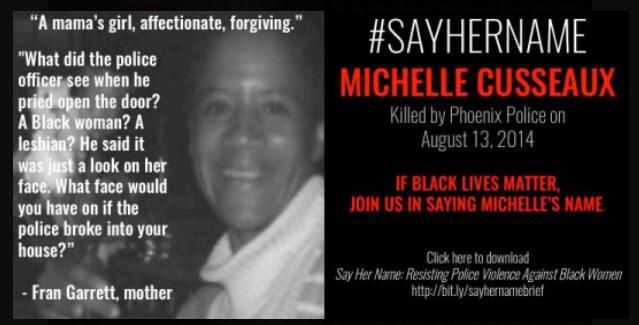 “A mama’s girl, affectionate, forgiving.”
"What did the police
officer see when he
pried open the door?
A Black woman? A
lesbian? He said it
was just a look on her
face. What face would
you have on if the
police broke into your
house?”
- Fran Garrett, mother
#SAYHERNAME
MICHELLE CUSSEAUX
Killed by Phoenix Police on
August 13, 2014
IF BLACK LIVES MATTER,
JOIN US IN SAYING MICHELLE’S NAME.
Click here to download
Say Her Name: Resisting Police Violence Against Black Women
http://bit.ly/sayhernamebrief